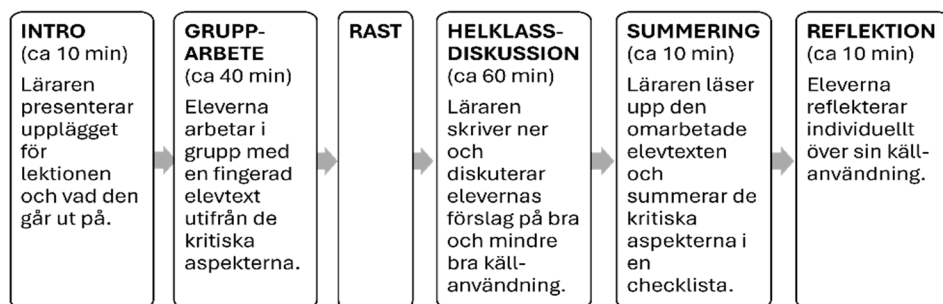 INTRO
(ca 10 min)
Läraren
presenterar
upplägget
för
lektionen
och vad den
går ut på.
GRUPP-
ARBETE
(ca 40 min)
Eleverna
arbetar i
grupp med
en fingerad
elevtext
utifrån de
kritiska
aspekterna.
RAST
HELKLASS-
DISKUSSION
(ca 60 min)
Läraren
skriver ner
och
diskuterar
elevernas
förslag på bra
och mindre
bra käll-
användning.
SUMMERING
(ca 10 min)
Läraren läser
upp den
omarbetade
elevtexten
och
summerar de
kritiska
aspekterna i
en
checklista.
REFLEKTION
(ca 10 min)
Eleverna
reflekterar
individuellt
över sin käll-
användning.